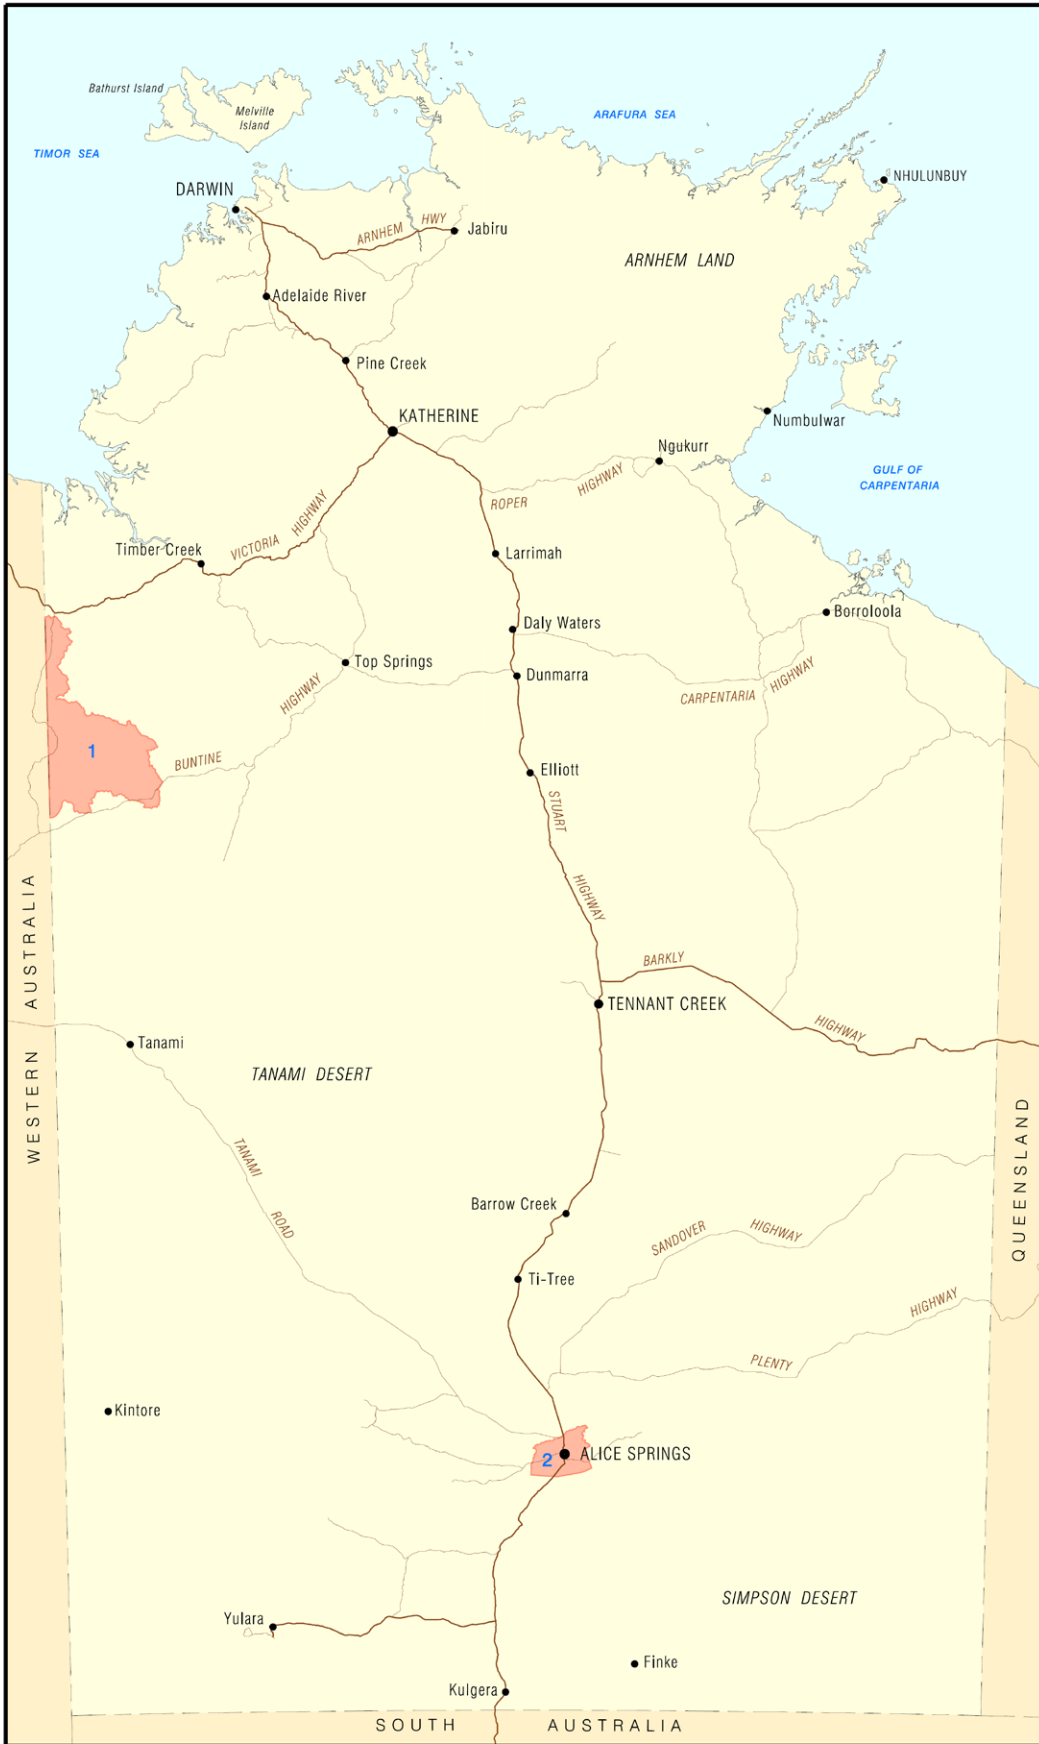 Bathurst Island
Melville
Island
ARAFURA SEA
TIMOR SEA
NHULUNBUY
DARWIN
HWY
ARNHEM
Jabiru
ARNHEM LAND
Adelaide River
Pine Creek
KATHERINE
Numbulwar
Ngukurr
GULF OF
CARPENTARIA
HIGHWAY
ROPER
HIGHWAY
VICTORIA
Timber Creek
Larrimah
Borroloola
Daly Waters
Top Springs
Dunmarra
HIGHWAY
CARPENTARIA
HIGHWAY
1
BUNTINE
Elliott
STUART
HIGHWAY
WESTERN AUSTRALIA
BARKLY
TENNANT CREEK
HIGHWAY
Tanami
TANAMI DESERT
QUEENSLAND
TANAMI
ROAD
Barrow Creek
SANDOVER
HIGHWAY
Ti-Tree
HIGHWAY
PLENTY
Kintore
2
ALICE SPRINGS
SIMPSON DESERT
Yulara
Finke
Kulgera
SOUTH AUSTRALIA